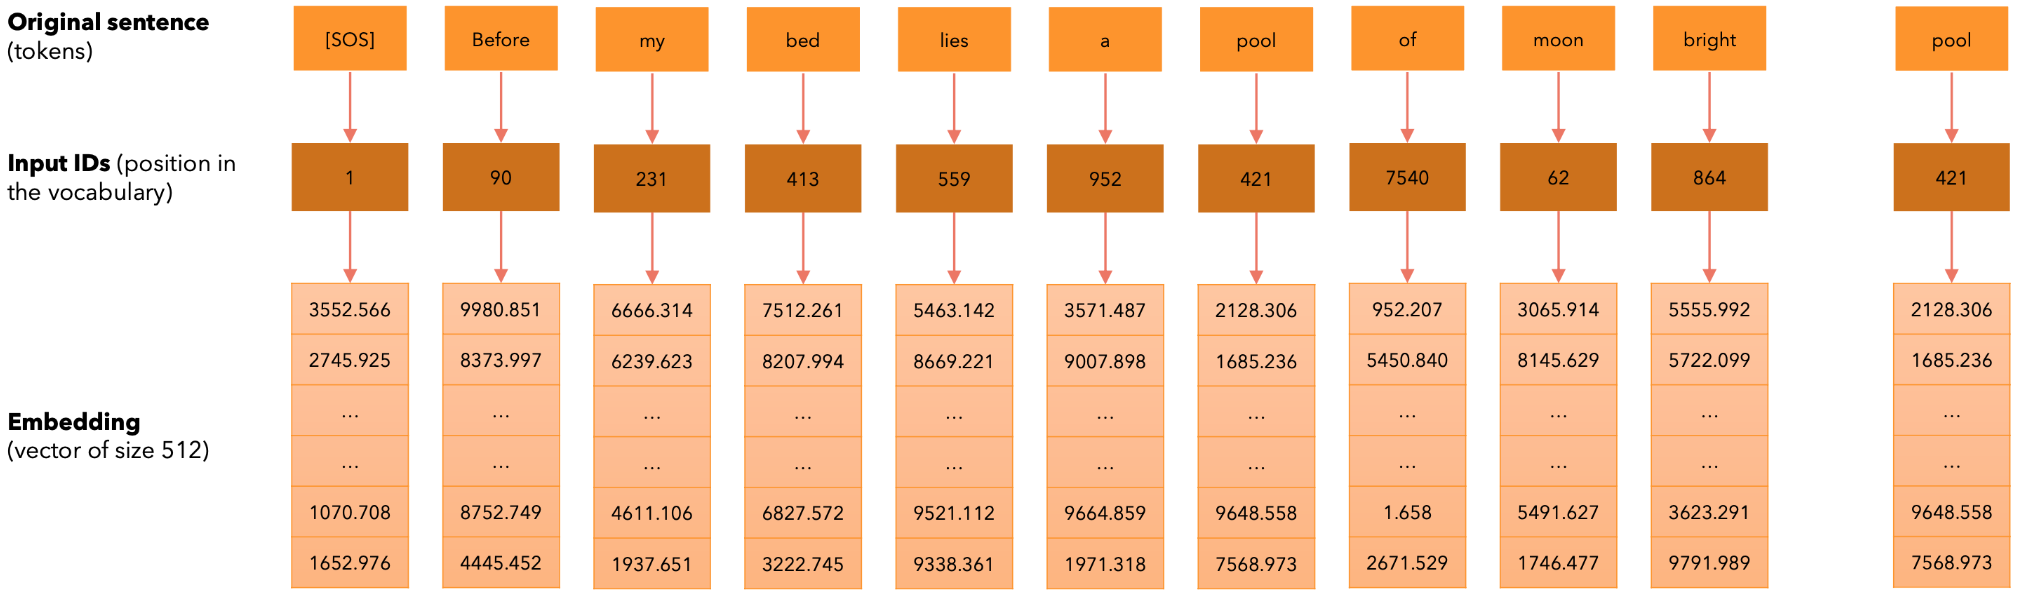 Original sentence
(tokens)
[SOS] Before my bed lies a pool of moon bright pool
Input IDs (position in
the vocabulary)
1 90 231 413 559 952 421 7540 62 864 421
3552.566 9980.851 6666.314 7512.261 5463.142 3571.487 2128.306 952.207 3065.914 5555.992 2128.306
2745.925 8373.997 6239.623 8207.994 8669.221 9007.898 1685.236 5450.840 8145.629 5722.099 1685.236
... ... ... ... ... ... ... ... ... ... ...
Embedding
(vector of size 512)
... ... ... ... ... ... ... ... ... ... ...
1070.708 8752.749 4611.106 6827.572 9521.112 9664.859 9648.558 1.658 5491.627 3623.291 9648.558
1652.976 4445.452 1937.651 3222.745 9338.361 1971.318 7568.973 2671.529 1746.477 9791.989 7568.973